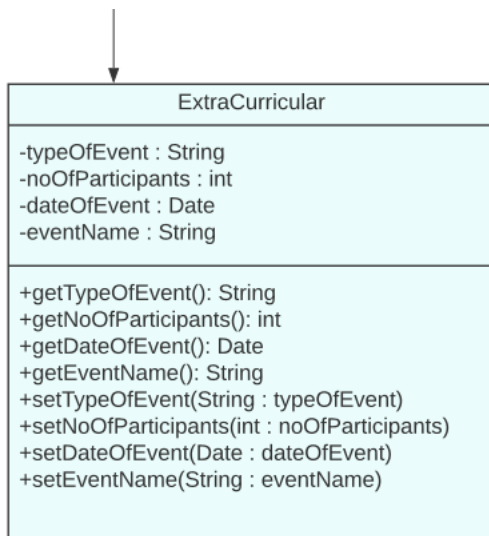 ExtraCurricular
-typeOfEvent : String
-noOfParticipants : int
-dateOfEvent : Date
-eventName : String
+getTypeOfEvent(): String
+getNoOfParticipants(): int
+getDateOfEvent(): Date
+getEventName(): String
+setTypeOfEvent(String : typeOfEvent)
+setNoOfParticipants(int : noOfParticipants)
+setDateOfEvent(Date : dateOfEvent)
+setEventName(String : eventName)